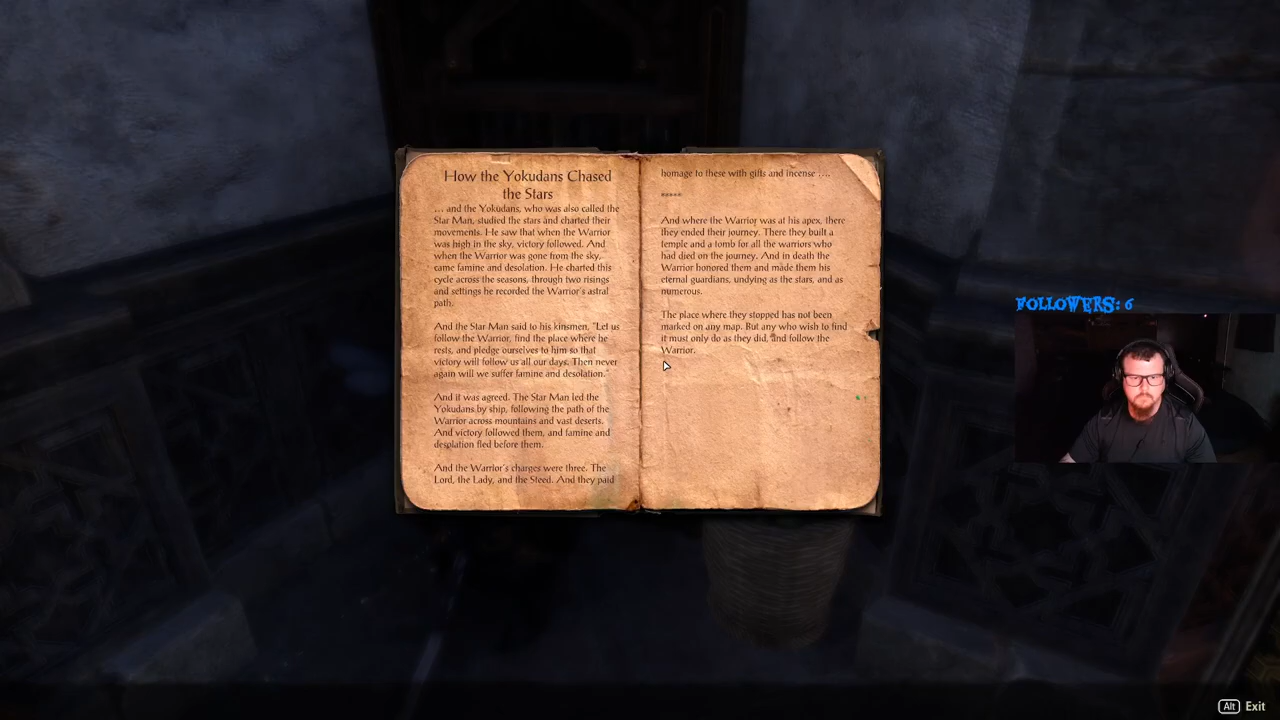 How the Yokudans Chased
the Stars
… and the Yokudans, who was also called the
Star Man, studied the stars and charted their
movements. He saw that when the Warrior
was high in the sky, victory followed. And
when the Warrior was gone from the sky,
came famine and desolation. He charted this
cycle across the seasons, through two risings
and settings he recorded the Warrior's astral
path.
And the Star Man said to his kinsmen, "Let us
follow the Warrior, find the place where he
rests, and pledge ourselves to him so that
victory will follow us all our days. Then never
again will we suffer famine and desolation."
And it was agreed. The Star Man led the
Yokudans by ship, following the path of the
Warrior across mountains and vast deserts.
And victory followed them, and famine and
desolation fled before them.
And the Warrior's charges were three. The
Lord, the Lady, and the Steed. And they paid
homage to these with gifts and incense ….
*****
And where the Warrior was at his apex, there
they ended their journey. There they built a
temple and a tomb for all the warriors who
had died on the journey. And in death the
Warrior honored them and made them his
eternal guardians, undying as the stars, and as
numerous.
The place where they stopped has not been
marked on any map. But any who wish to find
it must only do as they did, and follow the
Warrior.
FOLLOWERS: 6
Alt Exit